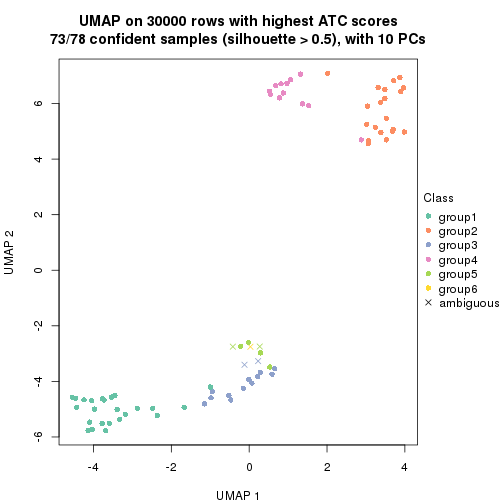 UMAP on 30000 rows with highest ATC scores
73/78 confident samples (silhouette > 0.5), with 10 PCs
6
4
2
0
-2
-4
-6
UMAP 2
-4
-2
0
2
4
UMAP 1
Class
group1
group2
group3
group4
group5
group6
ambiguous